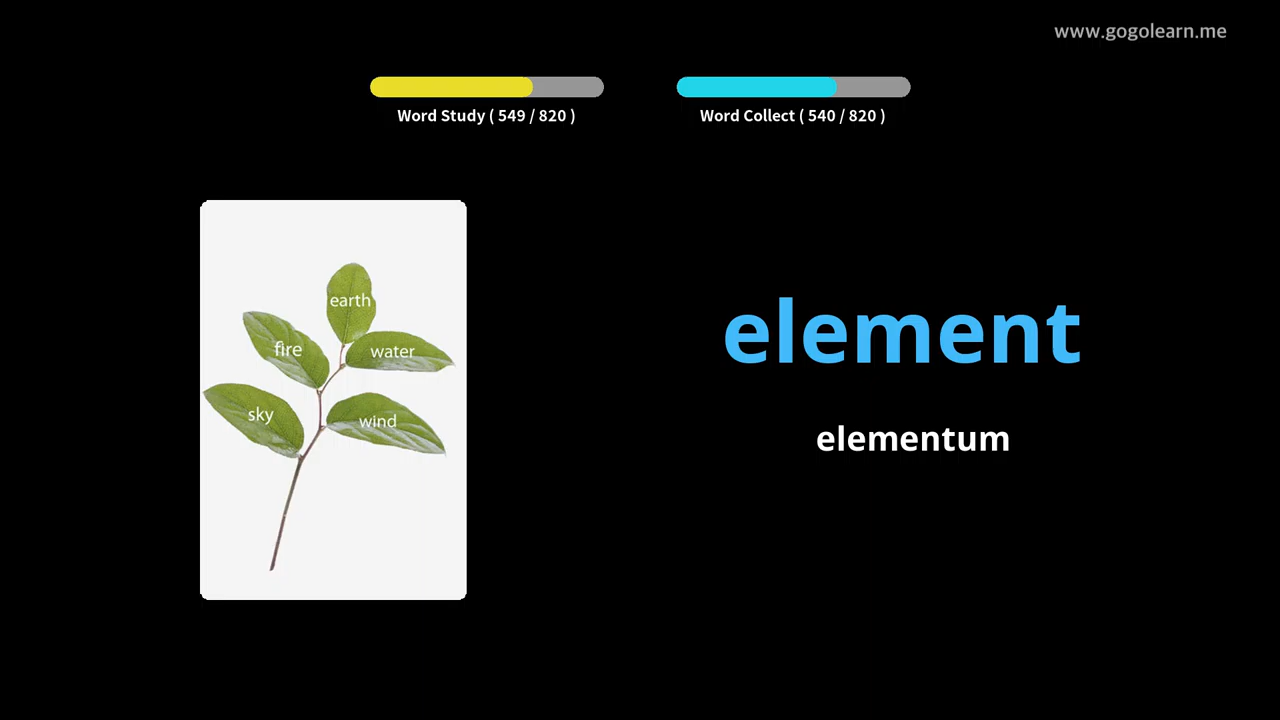 www.gogolearn.me
Word Study ( 549 / 820 )
Word Collect ( 540 / 820 )
earth
fire
water
sky
wind
element
elementum